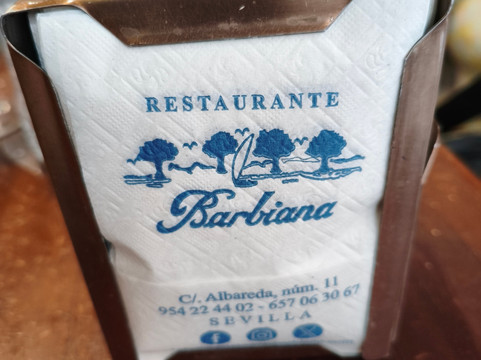 RESTAURANTE
Barbiana
C/. Albareda, núm. 11
954 22 44 02 - 657 06 30 67
SEVILLA